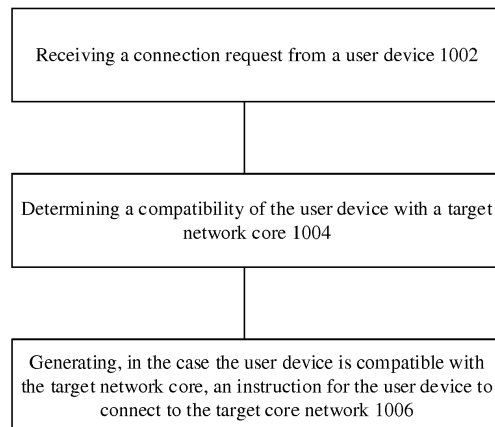 Receiving a connection request from a user device 1002
Determining a compatibility of the user device with a target
network core 1004
Generating, in the case the user device is compatible with
the target network core, an instruction for the user device to
connect to the target core network 1006